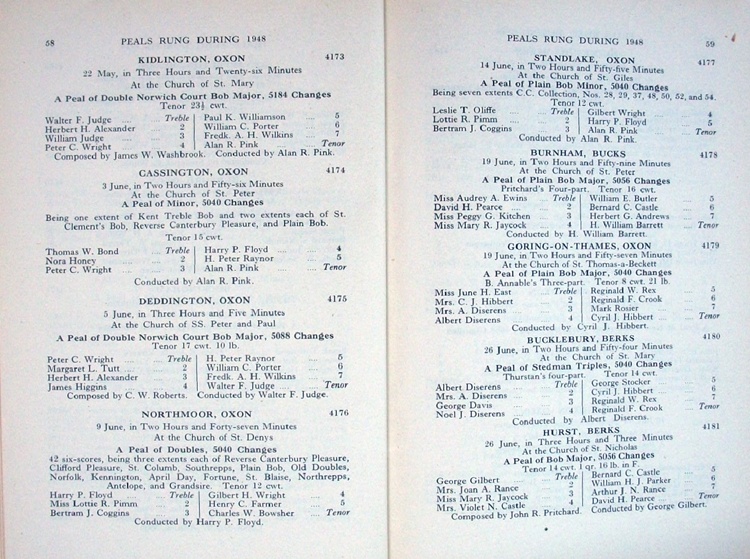 58 PEALS RUNG DURING 1948
KIDLINGTON, OXON 4173
22 May, in Three Hours and Twenty-six Minutes
At the Church of St. Mary
A Peal of Double Norwich Court Bob Major, 5184 Changes
Tenor 23½ cwt.
Walter F. Judge .... Treble Paul K. Williamson .... 5
Herbert H. Alexander .... 2 William C. Porter .... 6
William Judge .... 3 Fredk. A. H. Wilkins .... 7
Peter C. Wright .... 4 Alan R. Pink .... Tenor
Composed by James W. Washbrook. Conducted by Alan R. Pink.
CASSINGTON, OXON 4174
3 June, in Two Hours and Fifty-six Minutes
At the Church of St. Peter
A Peal of Minor, 5040 Changes
Being one extent of Kent Treble Bob and two extents each of St.
Clement's Bob, Reverse Canterbury Pleasure, and Plain Bob.
Tenor 15 cwt.
Thomas W. Bond .... Treble Harry P. Floyd .... 4
Nora Honey .... 2 H. Peter Raynor .... 5
Peter C. Wright .... 3 Alan R. Pink .... Tenor
Conducted by Alan R. Pink.
DEDDINGTON, OXON 4175
5 June, in Three Hours and Five Minutes
At the Church of SS. Peter and Paul
A Peal of Double Norwich Court Bob Major, 5088 Changes
Tenor 17 cwt. 10 lb.
Peter C. Wright .... Treble H. Peter Raynor .... 5
Margaret L. Tutt .... 2 William C. Porter .... 6
Herbert H. Alexander .... 3 Fredk. A. H. Wilkins .... 7
James Higgins .... 4 Walter F. Judge .... Tenor
Composed by C. W. Roberts. Conducted by Walter F. Judge.
NORTHMOOR, OXON 4176
9 June, in Two Hours and Forty-seven Minutes
At the Church of St. Denys
A Peal of Doubles, 5040 Changes
42 six-scores, being three extents each of Reverse Canterbury Pleasure,
Clifford Pleasure, St. Columb, Southrepps, Plain Bob, Old Doubles,
Norfolk, Kennington, April Day, Fortune, St. Blaise, Northrepps,
Antelope, and Grandsire. Tenor 12 cwt.
Harry P. Floyd .... Treble Gilbert H. Wright .... 4
Miss Lottie R. Pimm .... 2 Henry C. Farmer .... 5
Bertram J. Coggins .... 3 Charles W. Bowsher .... Tenor
Conducted by Harry P. Floyd.
PEALS RUNG DURING 1948 59
STANDLAKE, OXON 4177
14 June, in Two Hours and Fifty-five Minutes
At the Church of St. Giles
A Peal of Plain Bob Minor, 5040 Changes
Being seven extents C.C. Collection, Nos. 28, 29, 37, 48, 50, 52, and 54.
Tenor 12 cwt.
Leslie T. Oliffe .... Treble Gilbert Wright .... 4
Lottie R. Pimm .... 2 Harry P. Floyd .... 5
Bertram J. Coggins .... 3 Alan R. Pink .... Tenor
Conducted by Alan R. Pink.
BURNHAM, BUCKS 4178
19 June, in Two Hours and Fifty-nine Minutes
At the Church of St. Peter
A Peal of Plain Bob Major, 5056 Changes
Pritchard's Four-part. Tenor 16 cwt.
Miss Audrey A. Ewins .... Treble William E. Butler .... 5
David H. Pearce .... 2 Bernard C. Castle .... 6
Miss Peggy G. Kitchen .... 3 Herbert G. Andrews .... 7
Miss Mary R. Jaycock .... 4 H. William Barrett .... Tenor
Conducted by H. William Barrett.
GORING-ON-THAMES, OXON 4179
19 June, in Two Hours and Fifty-seven Minutes
At the Church of St. Thomas-a-Beckett
A Peal of Plain Bob Major, 5040 Changes
B. Annable's Three-part. Tenor 8 cwt. 21 lb.
Miss June H. East .... Treble Reginald W. Rex .... 5
Mrs. C. J. Hibbert .... 2 Reginald F. Crook .... 6
Mrs. A. Diserens .... 3 Mark Rosier .... 7
Albert Diserens .... 4 Cyril J. Hibbert .... Tenor
Conducted by Cyril J. Hibbert.
BUCKLEBURY, BERKS 4180
26 June, in Two Hours and Fifty-four Minutes
At the Church of St. Mary
A Peal of Stedman Triples, 5040 Changes
Thurstan's four-part. Tenor 14 cwt.
Albert Diserens .... Treble George Stocker .... 5
Mrs. A. Diserens .... 2 Cyril J. Hibbert .... 6
George Davis .... 3 Reginald W. Rex .... 7
Noel J. Diserens .... 4 Reginald F. Crook .... Tenor
Conducted by Albert Diserens.
HURST, BERKS 4181
26 June, in Three Hours and Three Minutes
At the Church of St. Nicholas
A Peal of Bob Major, 5056 Changes
Tenor 14 cwt. 1 qr. 16 lb. in F.
George Gilbert .... Treble Bernard C. Castle .... 5
Mrs. Joan A. Rance .... 2 William H. J. Parker .... 6
Miss Mary R. Jaycock .... 3 Arthur J. N. Rance .... 7
Mrs. Violet N. Castle .... 4 David H. Pearce .... Tenor
Composed by John R. Pritchard. Conducted by George Gilbert.